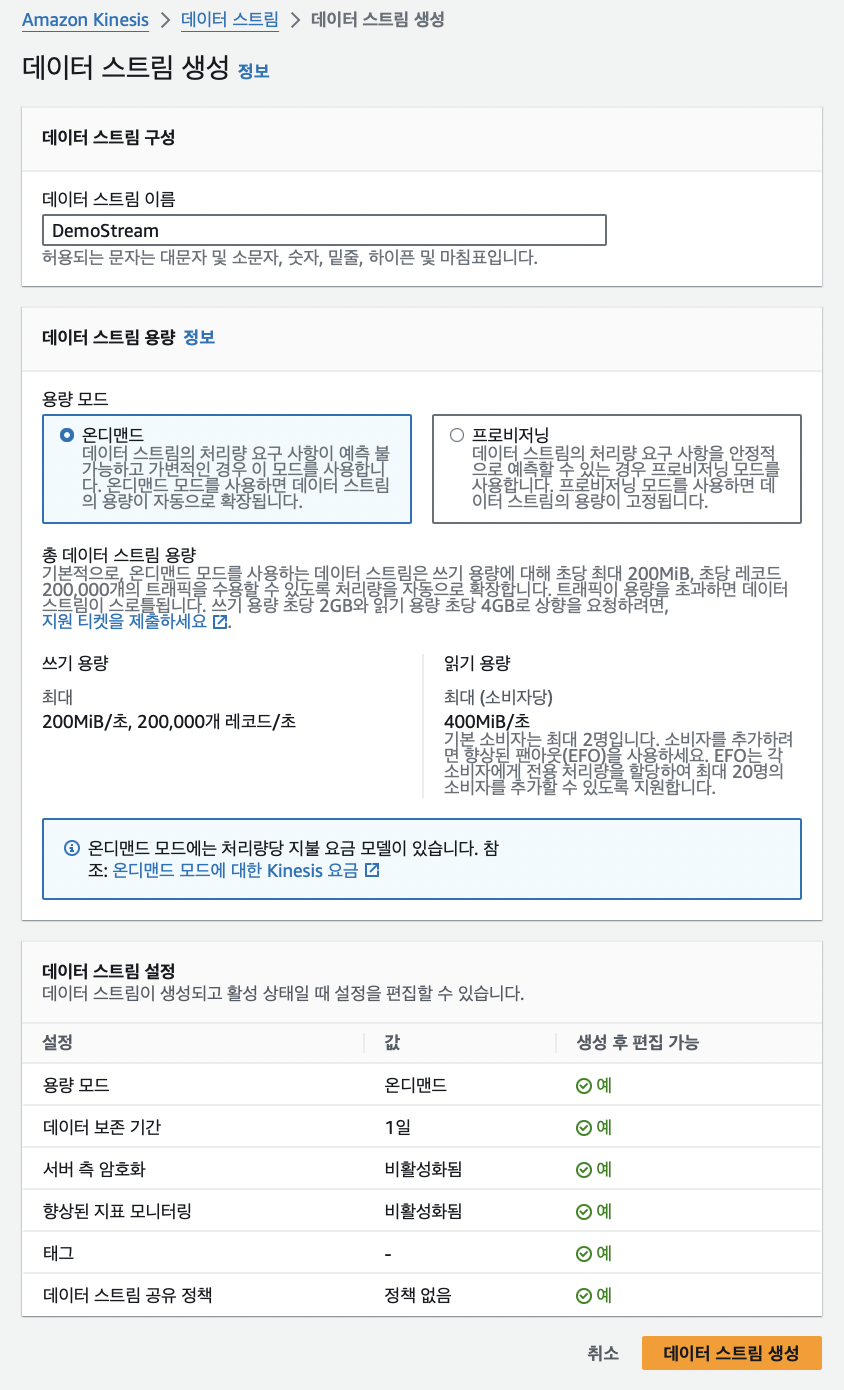 Amazon Kinesis > 데이터 스트림 > 데이터 스트림 생성
데이터 스트림 생성 정보
데이터 스트림 구성
데이터 스트림 이름
DemoStream
허용되는 문자는 대문자 및 소문자, 숫자, 밑줄, 하이픈 및 마침표입니다.
데이터 스트림 용량 정보
용량 모드
온디맨드
데이터 스트림의 처리량 요구 사항이 예측 불
가능하고 가변적인 경우 이 모드를 사용합니
다. 온디맨드 모드를 사용하면 데이터 스트림
의 용량이 자동으로 확장됩니다.
프로비저닝
데이터 스트림의 처리량 요구 사항을 안정적
으로 예측할 수 있는 경우 프로비저닝 모드를
사용합니다. 프로비저닝 모드를 사용하면 데
이터 스트림의 용량이 고정됩니다.
총 데이터 스트림 용량
기본적으로, 온디맨드 모드를 사용하는 데이터 스트림은 쓰기 용량에 대해 초당 최대 200MiB, 초당 레코드
200,000개의 트래픽을 수용할 수 있도록 처리량을 자동으로 확장합니다. 트래픽이 용량을 초과하면 데이터
스트림이 스로틀됩니다. 쓰기 용량 초당 2GB와 읽기 용량 초당 4GB로 상향을 요청하려면,
지원 티켓을 제출하세요.
쓰기 용량
최대
200MiB/초, 200,000개 레코드/초
읽기 용량
최대 (소비자당)
400MiB/초
기본 소비자는 최대 2명입니다. 소비자를 추가하려
면 향상된 팬아웃(EFO)을 사용하세요. EFO는 각
소비자에게 전용 처리량을 할당하여 최대 20명의
소비자를 추가할 수 있도록 지원합니다.
온디맨드 모드에는 처리량당 지불 요금 모델이 있습니다. 참
조: 온디맨드 모드에 대한 Kinesis 요금
데이터 스트림 설정
데이터 스트림이 생성되고 활성 상태일 때 설정을 편집할 수 있습니다.
설정 값 생성 후 편집 가능
용량 모드 온디맨드 예
데이터 보존 기간 1일 예
서버 측 암호화 비활성화됨 예
향상된 지표 모니터링 비활성화됨 예
태그 - 예
데이터 스트림 공유 정책 정책 없음 예
취소 데이터 스트림 생성